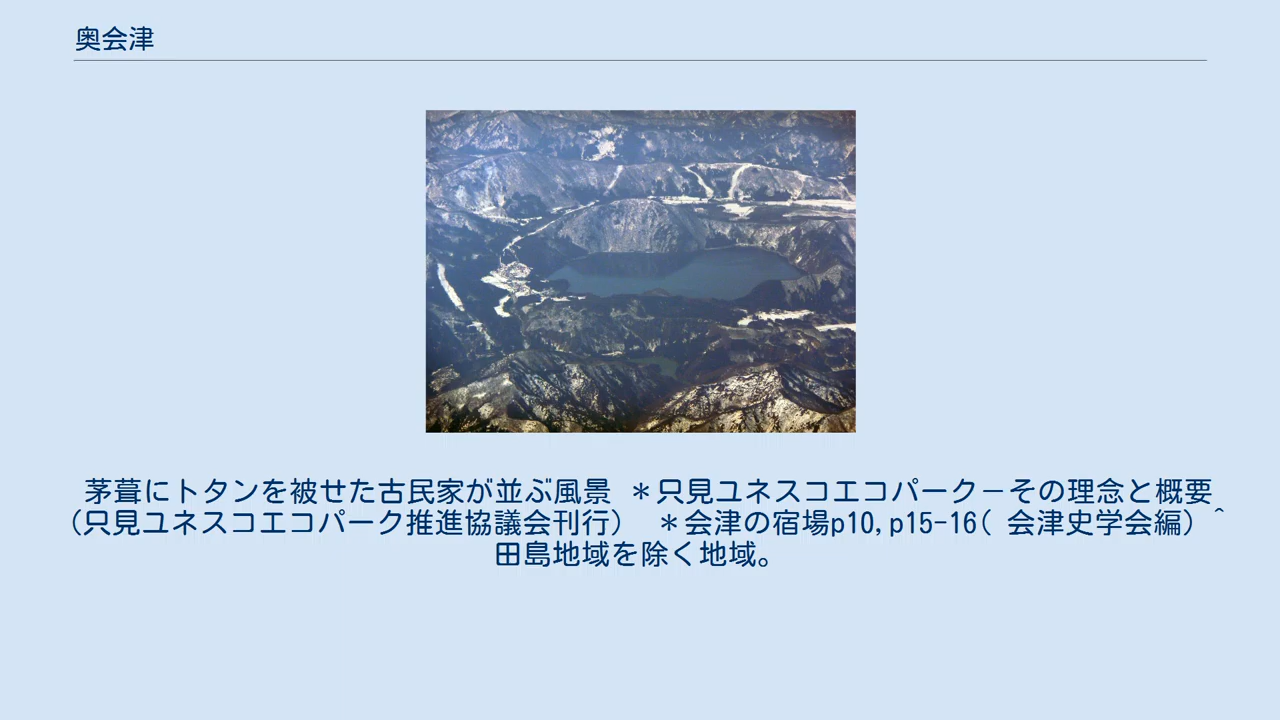 奥会津
茅葺にトタンを被せた古民家が並ぶ風景 ＊只見ユネスコエコパーク－その理念と概要
(只見ユネスコエコパーク推進協議会刊行)　＊会津の宿場p10,p15-16( 会津史学会編) ^
田島地域を除く地域。